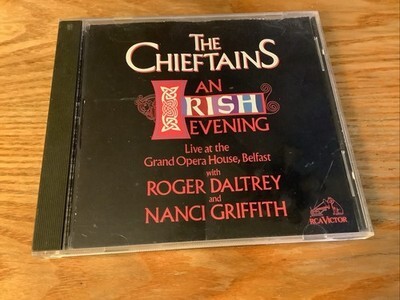 THE
CHIEFTAINS
AN
IRISH
EVENING
Live at the
Grand Opera House, Belfast
with
ROGER DALTREY
and
NANCI GRIFFITH
RCA VICTOR